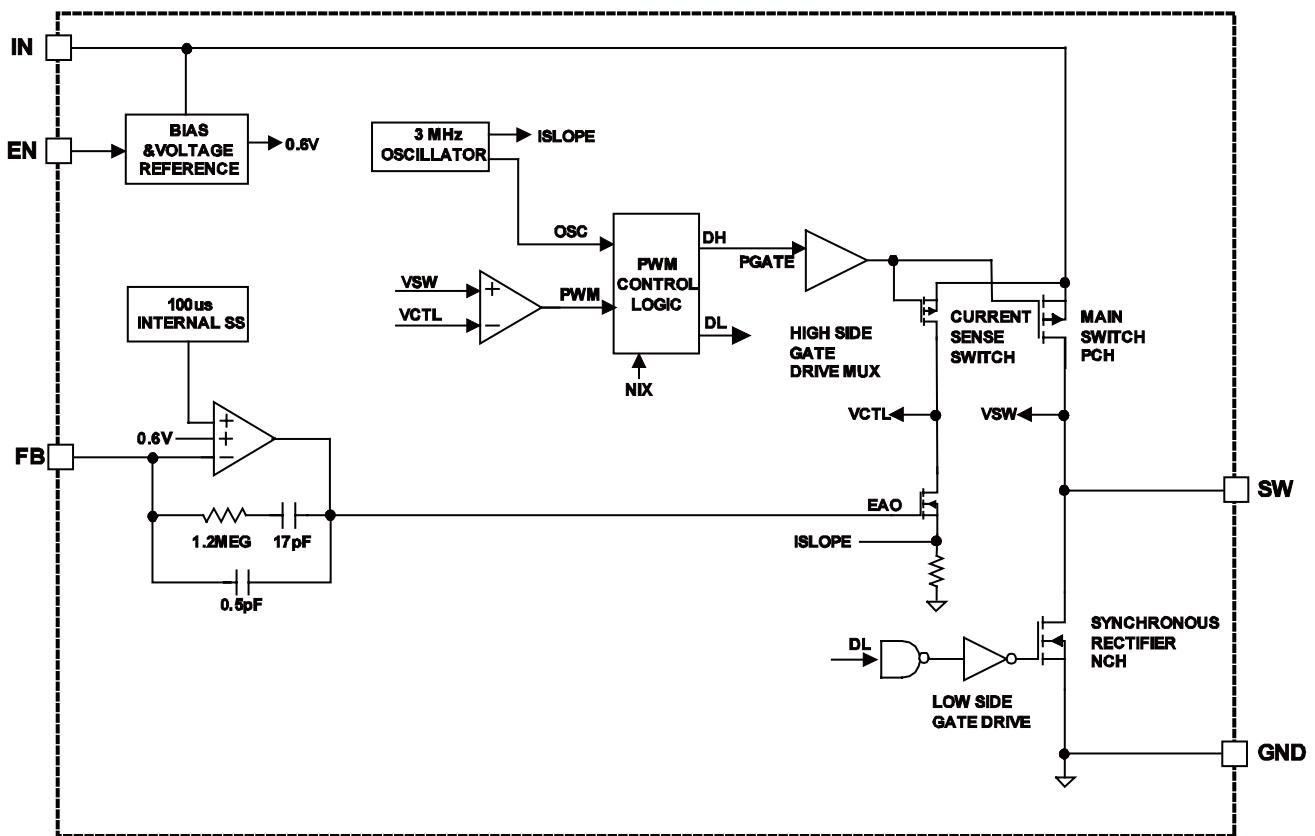 IN
EN
BIAS
&VOLTAGE
REFERENCE
0.6V
3 MHz
OSCILLATOR
ISLOPE
OSC
VSW
VCTL
+
−
PWM
PWM
CONTROL
LOGIC
DH
DL
NIX
PGATE
HIGH SIDE
GATE
DRIVE MUX
CURRENT
SENSE
SWITCH
MAIN
SWITCH
PCH
100us
INTERNAL SS
VCTL
VSW
0.6V
+
+
−
FB
1.2MEG
17pF
0.5pF
EAO
ISLOPE
SW
DL
LOW SIDE
GATE DRIVE
SYNCHRONOUS
RECTIFIER
NCH
GND